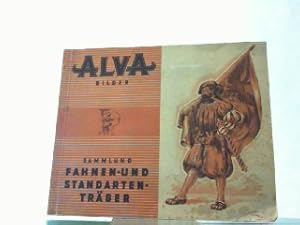 ALVA
BILDER
SAMMLUNG
FAHNEN-UND
STANDARTEN-
TRÄGER